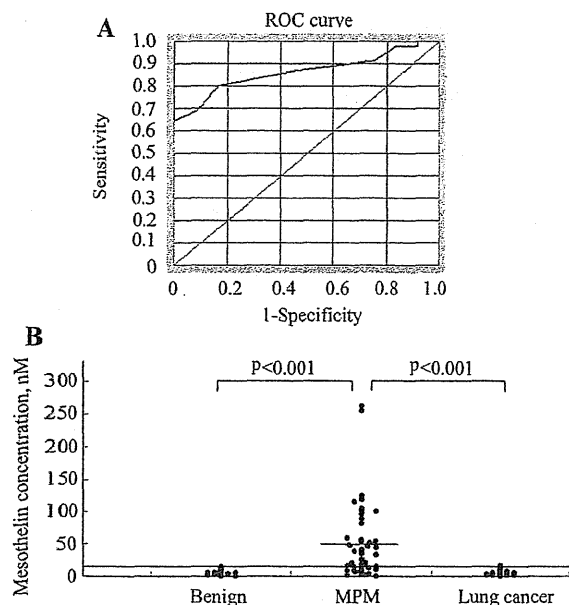 A
ROC curve
Sensitivity
1.0
0.9
0.8
0.7
0.6
0.5
0.4
0.3
0.2
0.1
0
0 0.2 0.4 0.6 0.8 1.0
1-Specificity
B
Mesothelin concentration, nM
300
250
200
150
100
50
0
P<0.001 P<0.001
Benign MPM Lung cancer